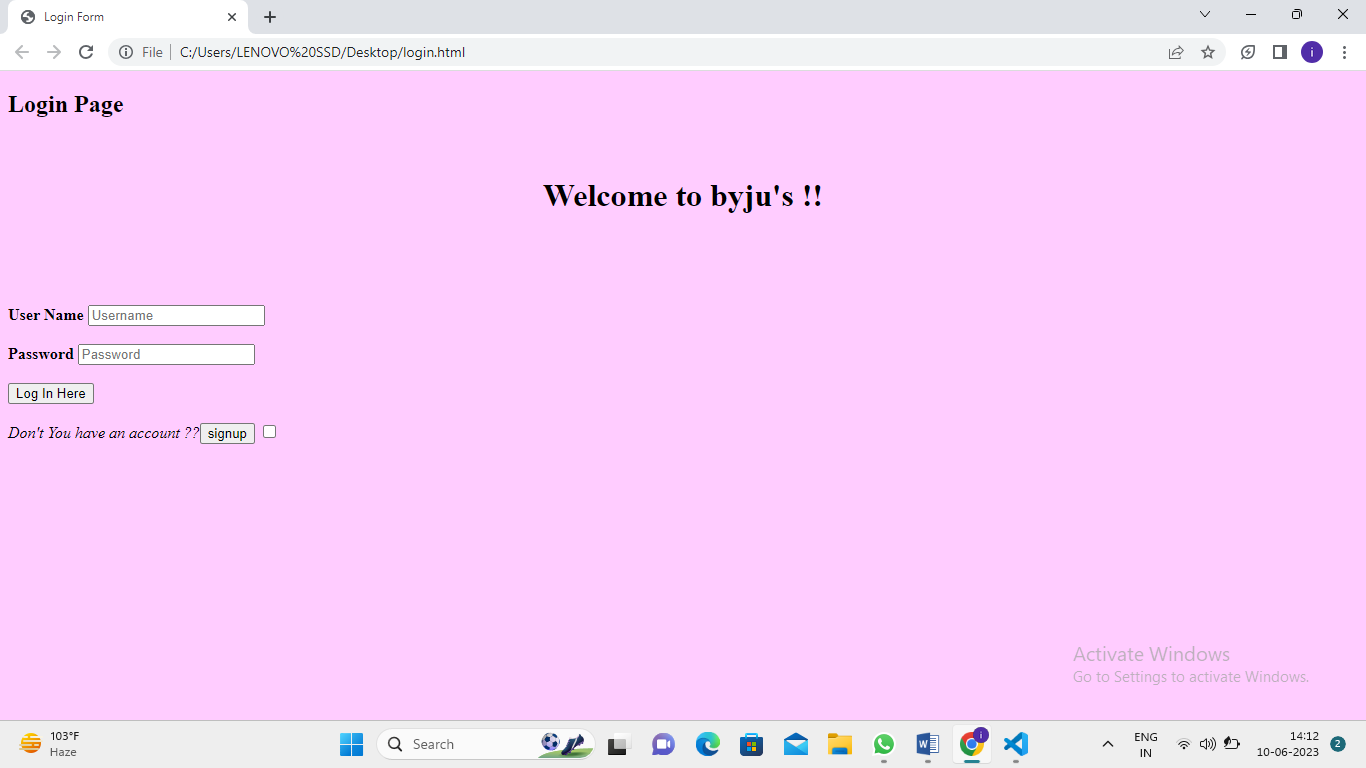 Login Form
File
C:/Users/LENOVO%20SSD/Desktop/login.html
i
Login Page
Welcome to byju's !!
User Name Username
Password Password
Log In Here
Don't You have an account ?? signup
Activate Windows
Go to Settings to activate Windows.
103°F
Haze
Search
W
i
ENG
IN
14:12
10-06-2023
2